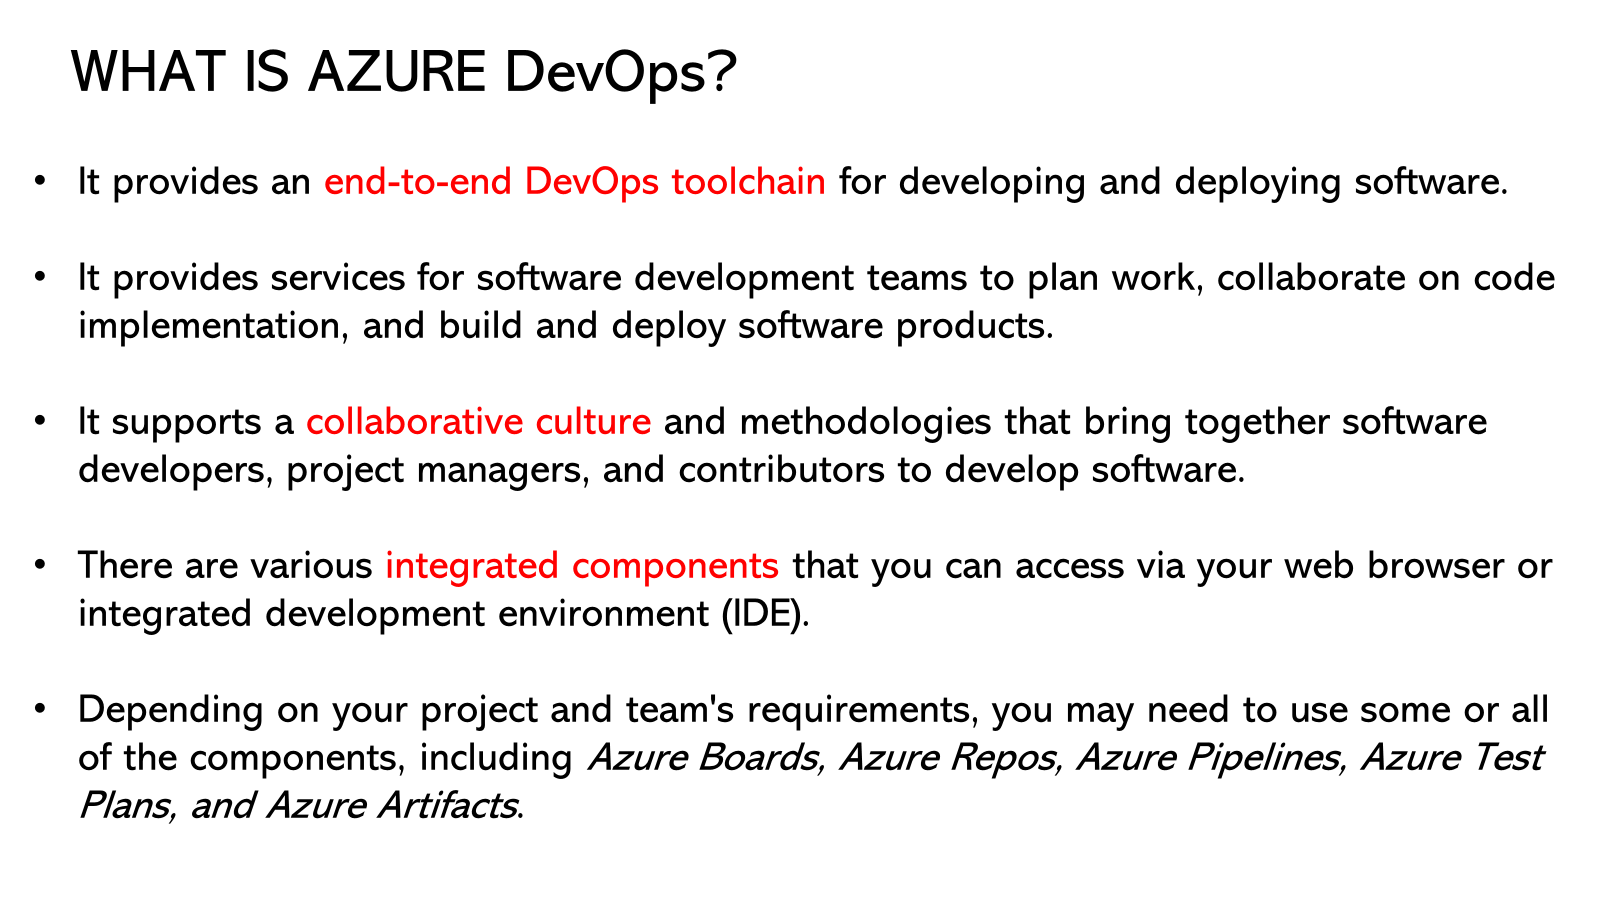 WHAT IS AZURE DevOps?
• It provides an end-to-end DevOps toolchain for developing and deploying software.
• It provides services for software development teams to plan work, collaborate on code
implementation, and build and deploy software products.
• It supports a collaborative culture and methodologies that bring together software
developers, project managers, and contributors to develop software.
• There are various integrated components that you can access via your web browser or
integrated development environment (IDE).
• Depending on your project and team's requirements, you may need to use some or all
of the components, including Azure Boards, Azure Repos, Azure Pipelines, Azure Test
Plans, and Azure Artifacts.